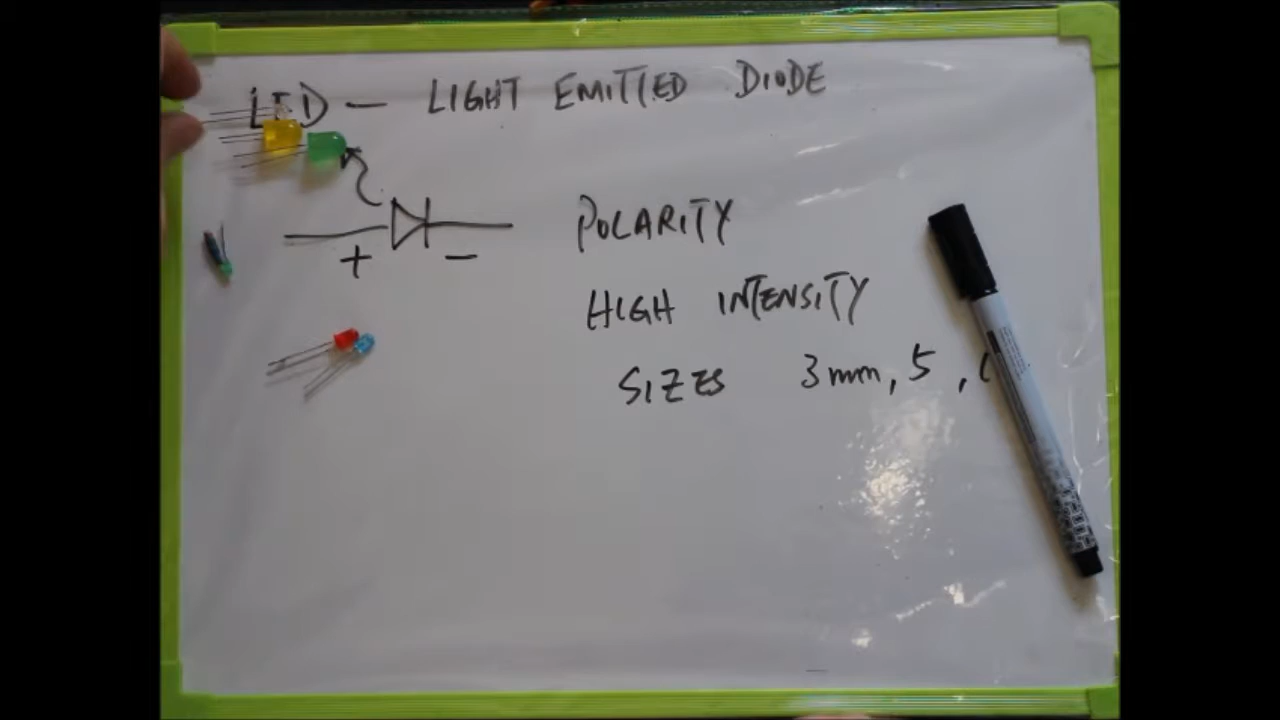 LED — LIGHT EMITTED DIODE
+ −
POLARITY
HIGH INTENSITY
SIZES 3mm, 5,